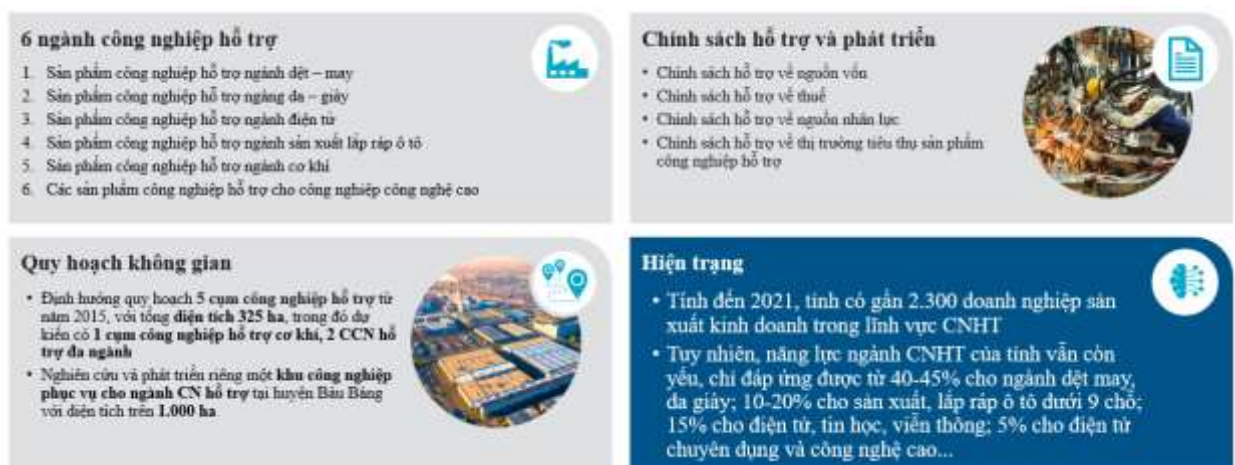 6 ngành công nghiệp hỗ trợ
1. Sản phẩm công nghiệp hỗ trợ ngành dệt – may
2. Sản phẩm công nghiệp hỗ trợ ngàng da – giày
3. Sản phẩm công nghiệp hỗ trợ ngành điện tử
4. Sản phẩm công nghiệp hỗ trợ ngành sản xuất lắp ráp ô tô
5. Sản phẩm công nghiệp hỗ trợ ngành cơ khí
6. Các sản phẩm công nghiệp hỗ trợ cho công nghiệp công nghệ cao
Chính sách hỗ trợ và phát triển
• Chính sách hỗ trợ về nguồn vốn
• Chính sách hỗ trợ về thuế
• Chính sách hỗ trợ về nguồn nhân lực
• Chính sách hỗ trợ về thị trường tiêu thụ sản phẩm
công nghiệp hỗ trợ
Quy hoạch không gian
• Định hướng quy hoạch 5 cụm công nghiệp hỗ trợ từ
năm 2015, với tổng diện tích 325 ha, trong đó dự
kiến có 1 cụm công nghiệp hỗ trợ cơ khí, 2 CCN hỗ
trợ đa ngành
• Nghiên cứu và phát triển riêng một khu công nghiệp
phục vụ cho ngành CN hỗ trợ tại huyện Bàu Bàng
với diện tích trên 1.000 ha
Hiện trạng
• Tính đến 2021, tỉnh có gần 2.300 doanh nghiệp sản
xuất kinh doanh trong lĩnh vực CNHT
• Tuy nhiên, năng lực ngành CNHT của tỉnh vẫn còn
yếu, chỉ đáp ứng được từ 40-45% cho ngành dệt may,
da giày; 10-20% cho sản xuất, lắp ráp ô tô dưới 9 chỗ;
15% cho điện tử, tin học, viễn thông; 5% cho điện tử
chuyên dụng và công nghệ cao...